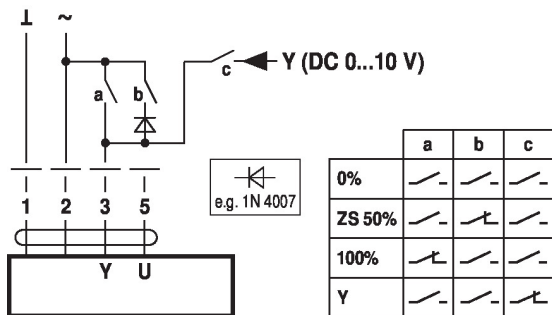 ⊥ ~
a b c Y (DC 0...10 V)
1 2 3 5
Y U
e.g. 1N 4007
a b c
0%
ZS 50%
100%
Y